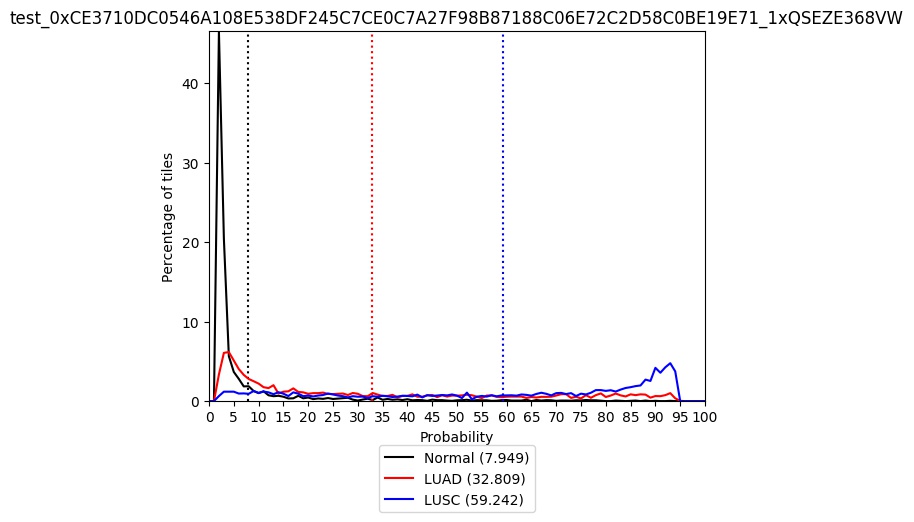 test_0xCE3710DC0546A108E538DF245C7CE0C7A27F98B87188C06E72C2D58C0BE19E71_1xQSEZE368VW
40
30
20
10
0
Percentage of tiles
0 5 10 15 20 25 30 35 40 45 50 55 60 65 70 75 80 85 90 95 100
Probability
Normal (7.949)
LUAD (32.809)
LUSC (59.242)